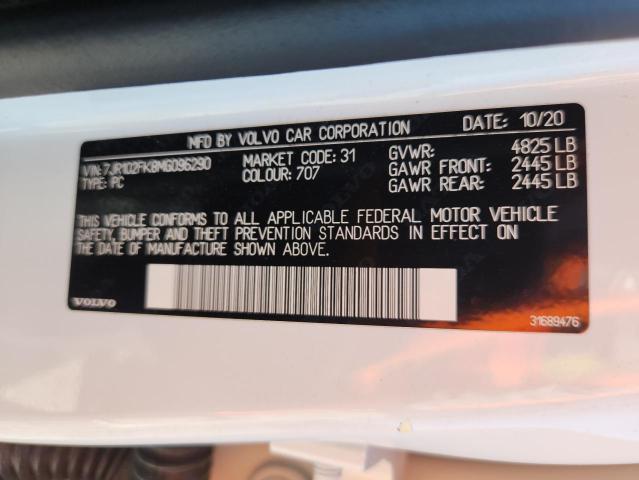 MFD BY VOLVO CAR CORPORATION DATE: 10/20
VIN: 7JR102FK8MG096290 MARKET CODE: 31 GVWR: 4825 LB
TYPE: PC COLOUR: 707 GAWR FRONT: 2445 LB
GAWR REAR: 2445 LB
THIS VEHICLE CONFORMS TO ALL APPLICABLE FEDERAL MOTOR VEHICLE
SAFETY, BUMPER AND THEFT PREVENTION STANDARDS IN EFFECT ON
THE DATE OF MANUFACTURE SHOWN ABOVE.
VOLVO 31689476